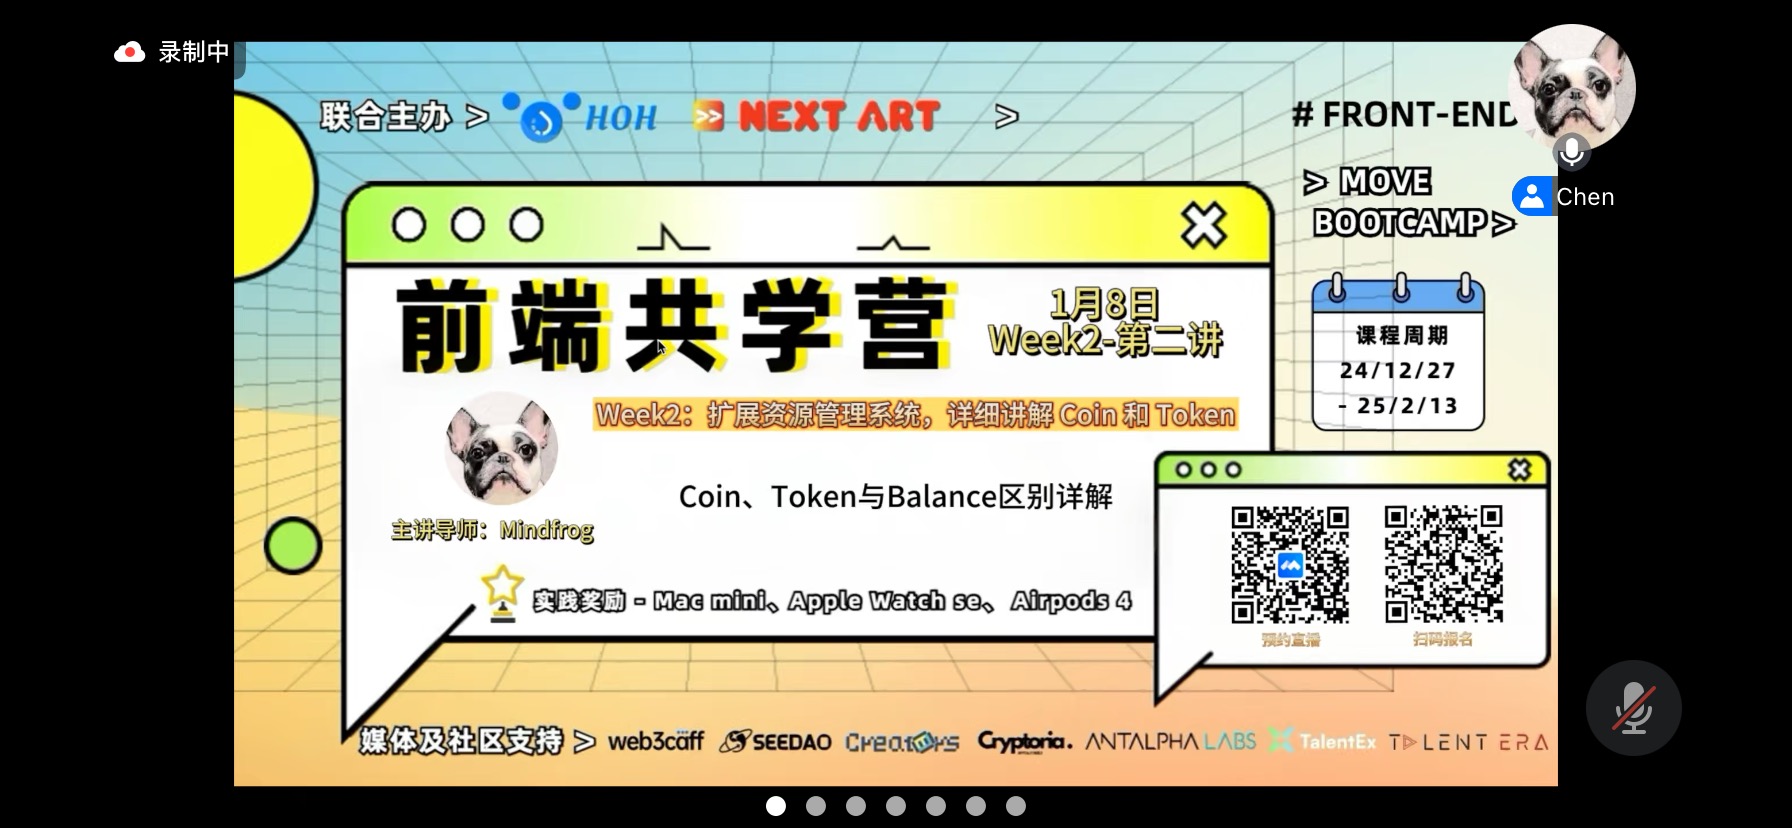 录制中
联合主办 > HOH >> NEXT ART >
# FRONT-END
> MOVE
BOOTCAMP >
Chen
前端共学营
1月8日
Week2-第二讲
课程周期
24/12/27
- 25/2/13
Week2：扩展资源管理系统，详细讲解 Coin 和 Token
Coin、Token与Balance区别详解
主讲导师：Mindfrog
实践奖励 - Mac mini、Apple Watch se、Airpods 4
预约直播
扫码报名
媒体及社区支持 > web3caff SEEDAO Creators Cryptoria. ANTALPHA LABS TalentEx TALENT ERA